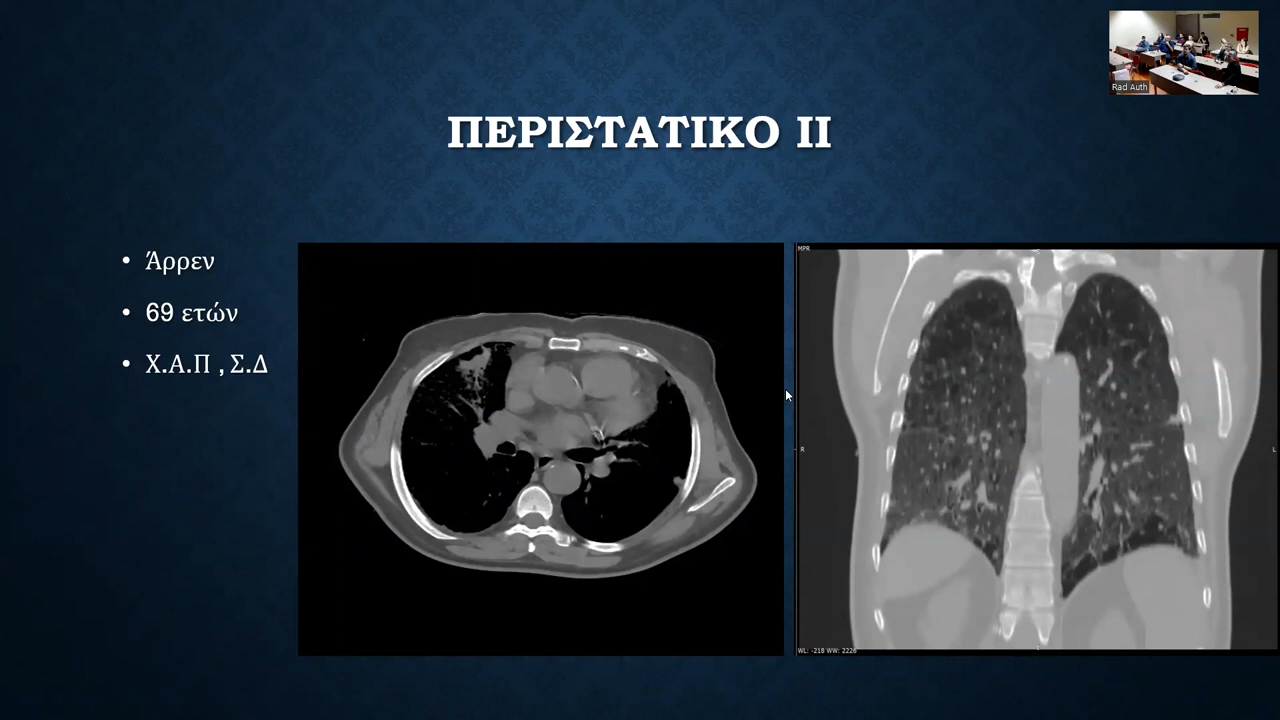 Rad Auth
ΠΕΡΙΣΤΑΤΙΚΟ ΙΙ
• Άρρεν
• 69 ετών
• Χ.Α.Π , Σ.Δ
MPR
R
L
WL: -218 WW: 2226